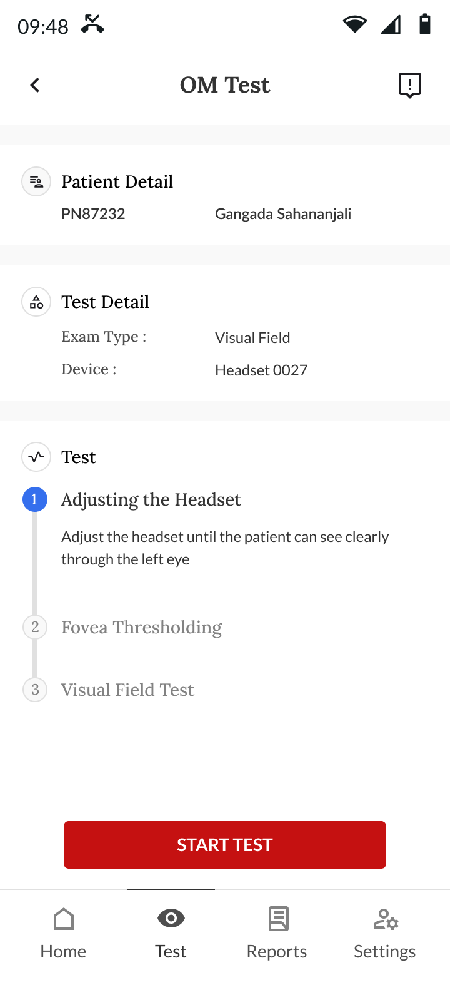 09:48
OM Test
Patient Detail
PN87232 Gangada Sahananjali
Test Detail
Exam Type : Visual Field
Device : Headset 0027
Test
1 Adjusting the Headset
Adjust the headset until the patient can see clearly
through the left eye
2 Fovea Thresholding
3 Visual Field Test
START TEST
Home Test Reports Settings